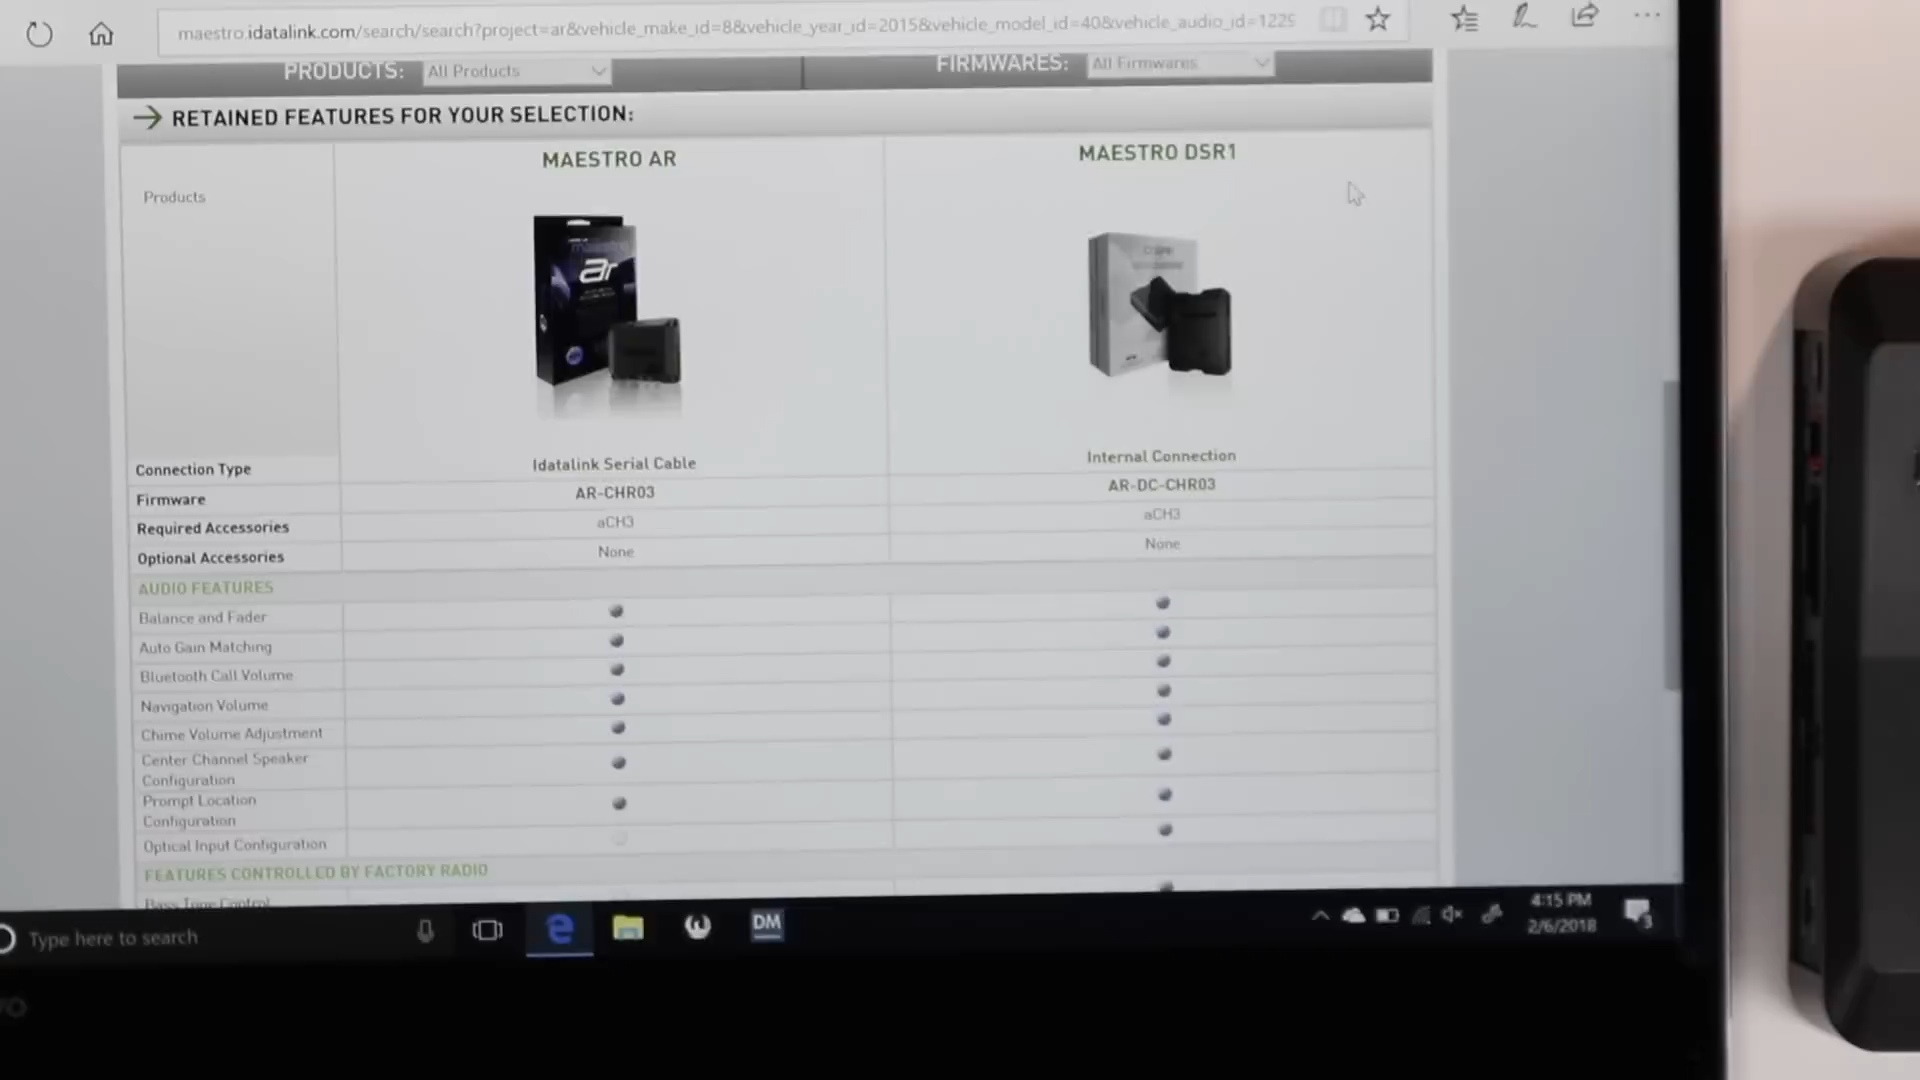 maestro.idatalink.com/search/search?project=ar&vehicle_make_id=8&vehicle_year_id=2015&vehicle_model_id=40&vehicle_audio_id=1229
PRODUCTS: All Products
FIRMWARES: All Firmwares
RETAINED FEATURES FOR YOUR SELECTION:
Products
MAESTRO AR
MAESTRO DSR1
maestro
ar
Connection Type Idatalink Serial Cable Internal Connection
Firmware AR-CHR03 AR-DC-CHR03
Required Accessories aCH3 aCH3
Optional Accessories None None
AUDIO FEATURES
Balance and Fader
Auto Gain Matching
Bluetooth Call Volume
Navigation Volume
Chime Volume Adjustment
Center Channel Speaker
Configuration
Prompt Location
Configuration
Optical Input Configuration
FEATURES CONTROLLED BY FACTORY RADIO
Bass Tone Control
Type here to search
DM
4:15 PM
2/6/2018
3